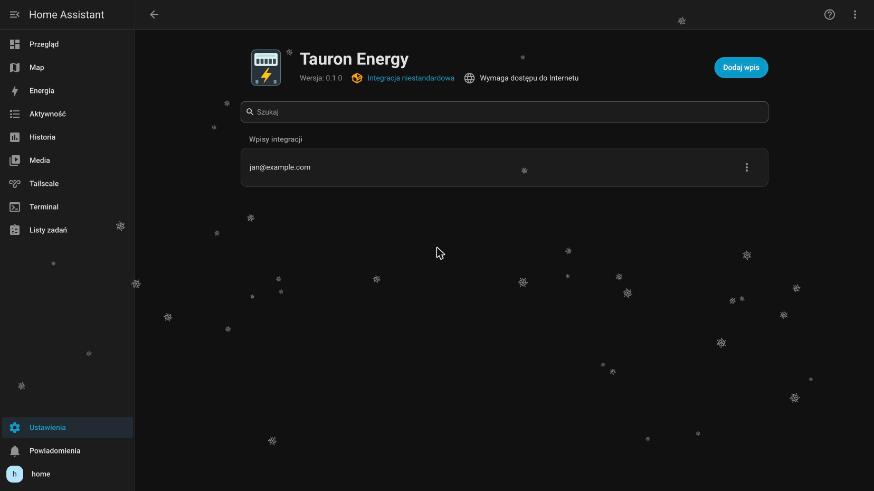 Home Assistant
Przegląd
Map
Energia
Aktywność
Historia
Media
Tailscale
Terminal
Listy zadań
Ustawienia
Powiadomienia
h
home
Tauron Energy
Wersja: 0.1.0
Integracja niestandardowa
Wymaga dostępu do Internetu
Dodaj wpis
Szukaj
Wpisy integracji
jan@example.com